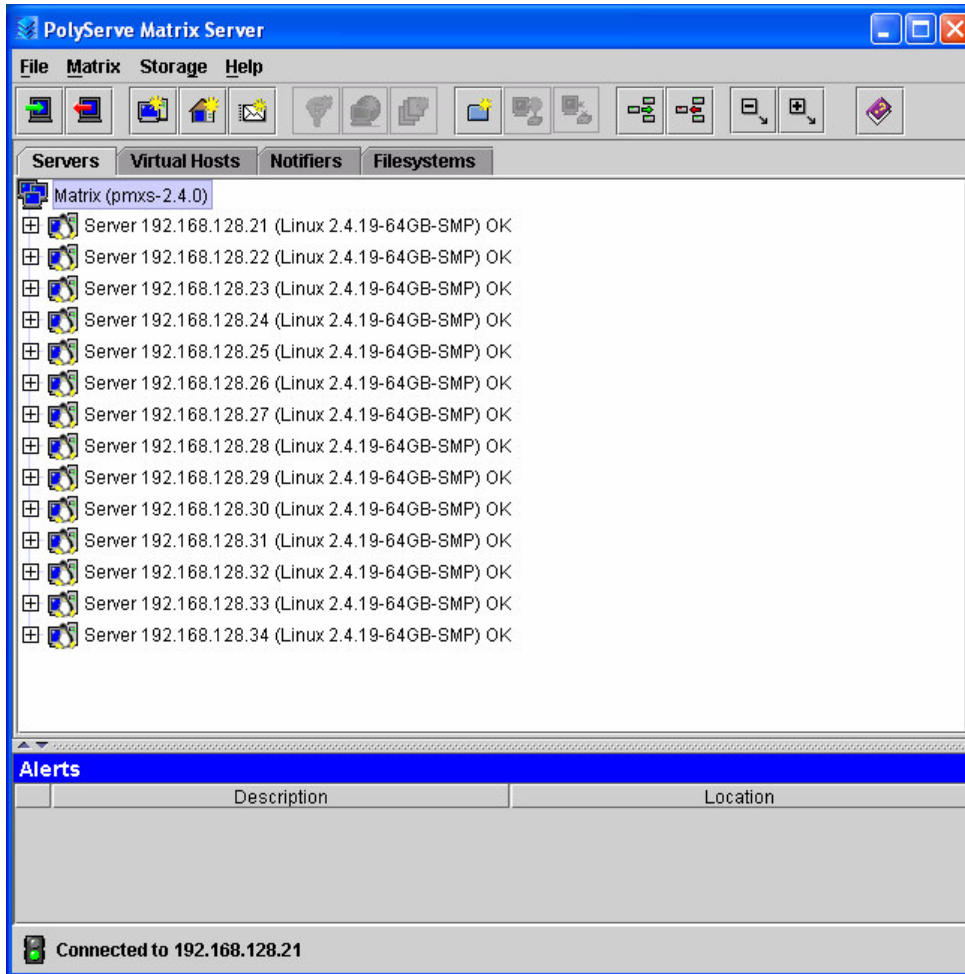 PolyServe Matrix Server
File Matrix Storage Help
Servers Virtual Hosts Notifiers Filesystems
Matrix (pmxs-2.4.0)
Server 192.168.128.21 (Linux 2.4.19-64GB-SMP) OK
Server 192.168.128.22 (Linux 2.4.19-64GB-SMP) OK
Server 192.168.128.23 (Linux 2.4.19-64GB-SMP) OK
Server 192.168.128.24 (Linux 2.4.19-64GB-SMP) OK
Server 192.168.128.25 (Linux 2.4.19-64GB-SMP) OK
Server 192.168.128.26 (Linux 2.4.19-64GB-SMP) OK
Server 192.168.128.27 (Linux 2.4.19-64GB-SMP) OK
Server 192.168.128.28 (Linux 2.4.19-64GB-SMP) OK
Server 192.168.128.29 (Linux 2.4.19-64GB-SMP) OK
Server 192.168.128.30 (Linux 2.4.19-64GB-SMP) OK
Server 192.168.128.31 (Linux 2.4.19-64GB-SMP) OK
Server 192.168.128.32 (Linux 2.4.19-64GB-SMP) OK
Server 192.168.128.33 (Linux 2.4.19-64GB-SMP) OK
Server 192.168.128.34 (Linux 2.4.19-64GB-SMP) OK
Alerts
Description Location
Connected to 192.168.128.21